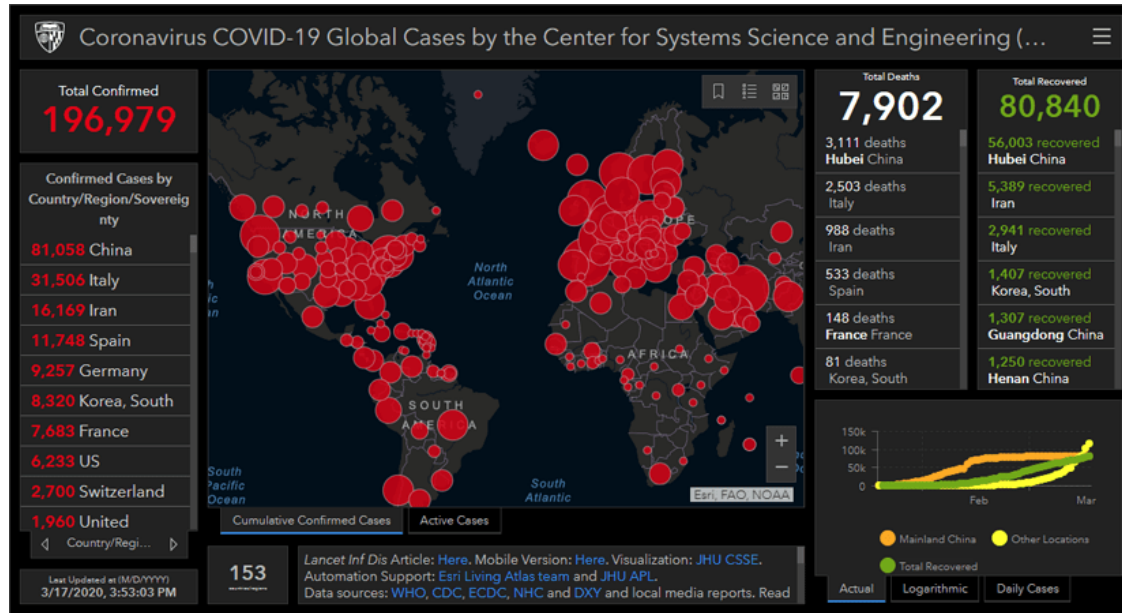 Coronavirus COVID-19 Global Cases by the Center for Systems Science and Engineering (...
Total Confirmed
196,979
Confirmed Cases by
Country/Region/Sovereig
nty
81,058 China
31,506 Italy
16,169 Iran
11,748 Spain
9,257 Germany
8,320 Korea, South
7,683 France
6,233 US
2,700 Switzerland
1,960 United
Country/Regi...
Last Updated at (M/D/YYYY)
3/17/2020, 3:53:03 PM
NORTH
AMERICA
North
Atlantic
Ocean
AFRICA
SOUTH
AMERICA
South
Pacific
Ocean
South
Atlantic
Esri, FAO, NOAA
Cumulative Confirmed Cases
Active Cases
153
Lancet Inf Dis Article: Here. Mobile Version: Here. Visualization: JHU CSSE.
Automation Support: Esri Living Atlas team and JHU APL.
Data sources: WHO, CDC, ECDC, NHC and DXY and local media reports. Read
Total Deaths
7,902
3,111 deaths
Hubei China
2,503 deaths
Italy
988 deaths
Iran
533 deaths
Spain
148 deaths
France France
81 deaths
Korea, South
Total Recovered
80,840
56,003 recovered
Hubei China
5,389 recovered
Iran
2,941 recovered
Italy
1,407 recovered
Korea, South
1,307 recovered
Guangdong China
1,250 recovered
Henan China
150k
100k
50k
0
Feb
Mar
Mainland China
Other Locations
Total Recovered
Actual
Logarithmic
Daily Cases